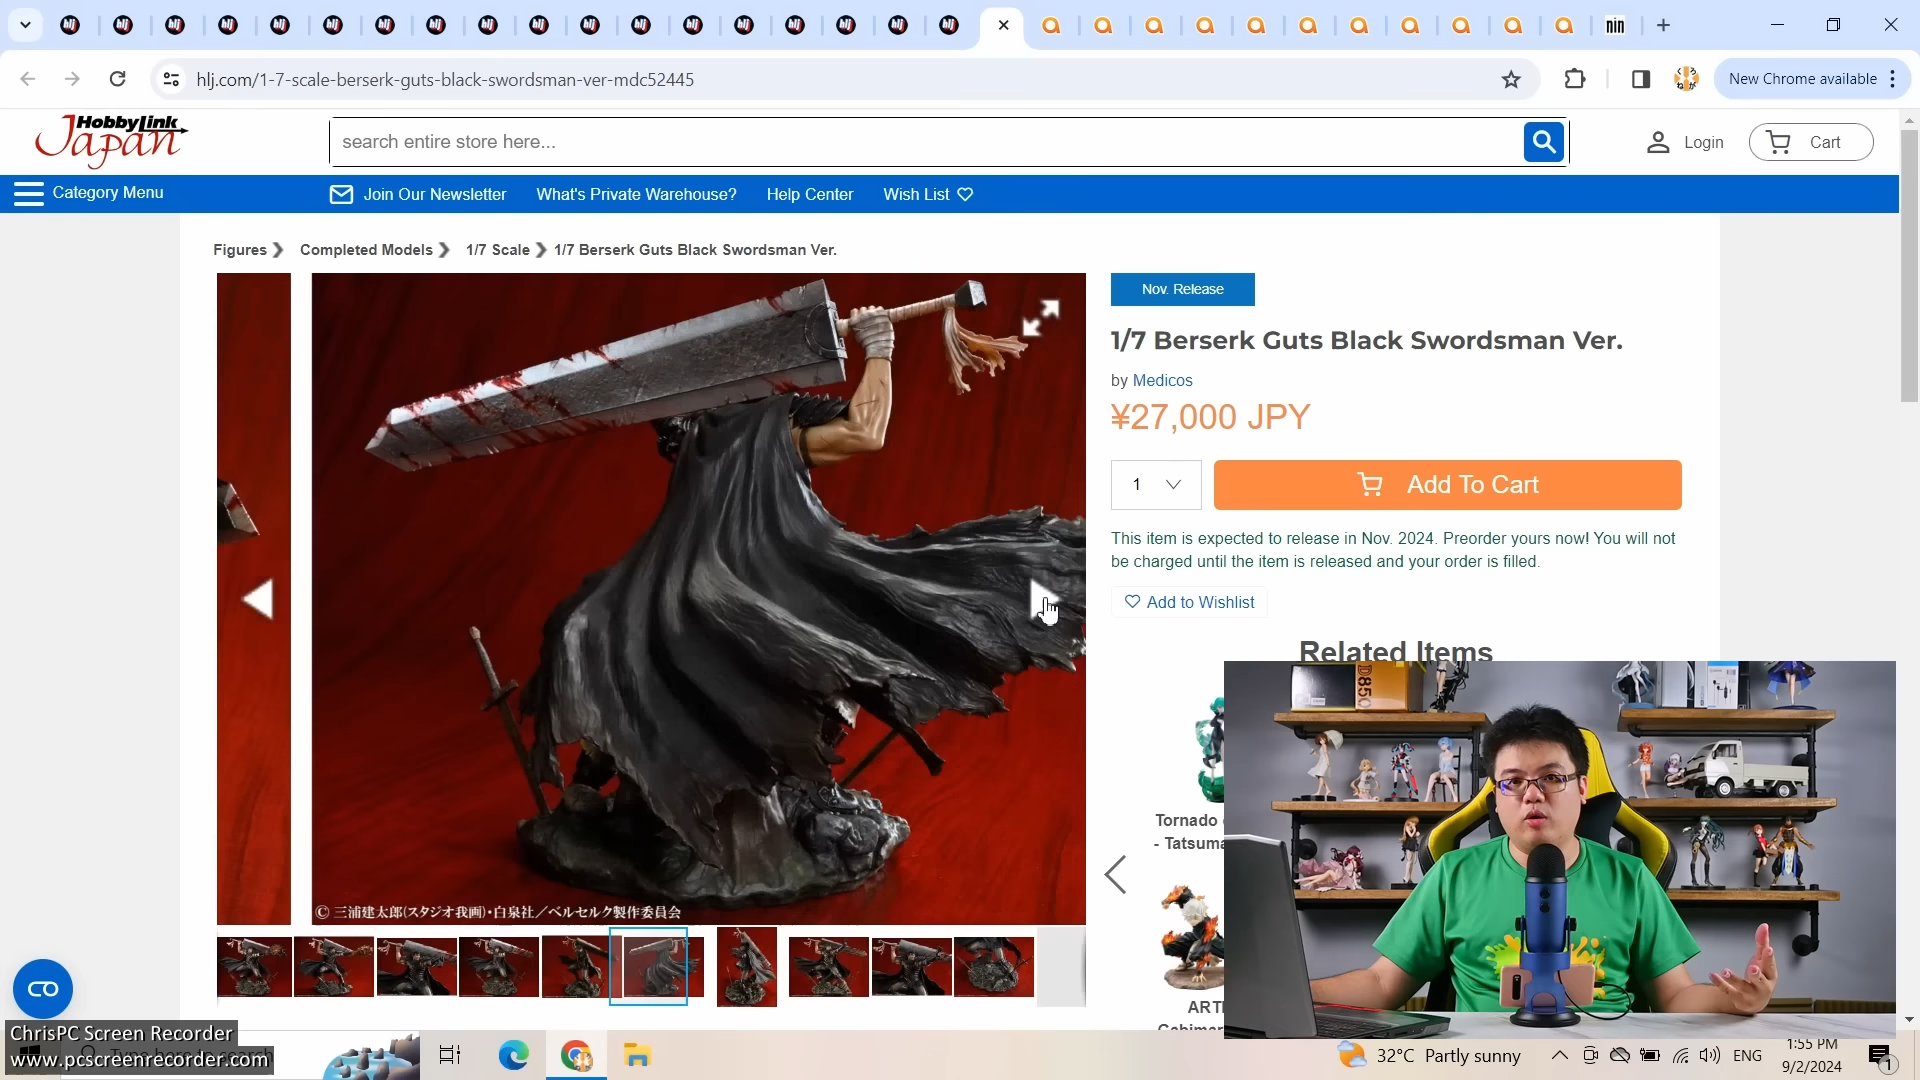 hlj.com/1-7-scale-berserk-guts-black-swordsman-ver-mdc52445
New Chrome available
HobbyLink
Japan
search entire store here...
Login
Cart
Category Menu
Join Our Newsletter
What's Private Warehouse?
Help Center
Wish List
Figures
Completed Models
1/7 Scale
1/7 Berserk Guts Black Swordsman Ver.
Nov. Release
1/7 Berserk Guts Black Swordsman Ver.
by Medicos
¥27,000 JPY
1
Add To Cart
This item is expected to release in Nov. 2024. Preorder yours now! You will not
be charged until the item is released and your order is filled.
Add to Wishlist
Related Items
D850
Tornado
- Tatsuma
© 三浦建太郎(スタジオ我画)・白泉社／ベルセルク製作委員会
ChrisPC Screen Recorder
www.pcscreenrecorder.com
32°C Partly sunny
ENG
1:55 PM
9/2/2024
1